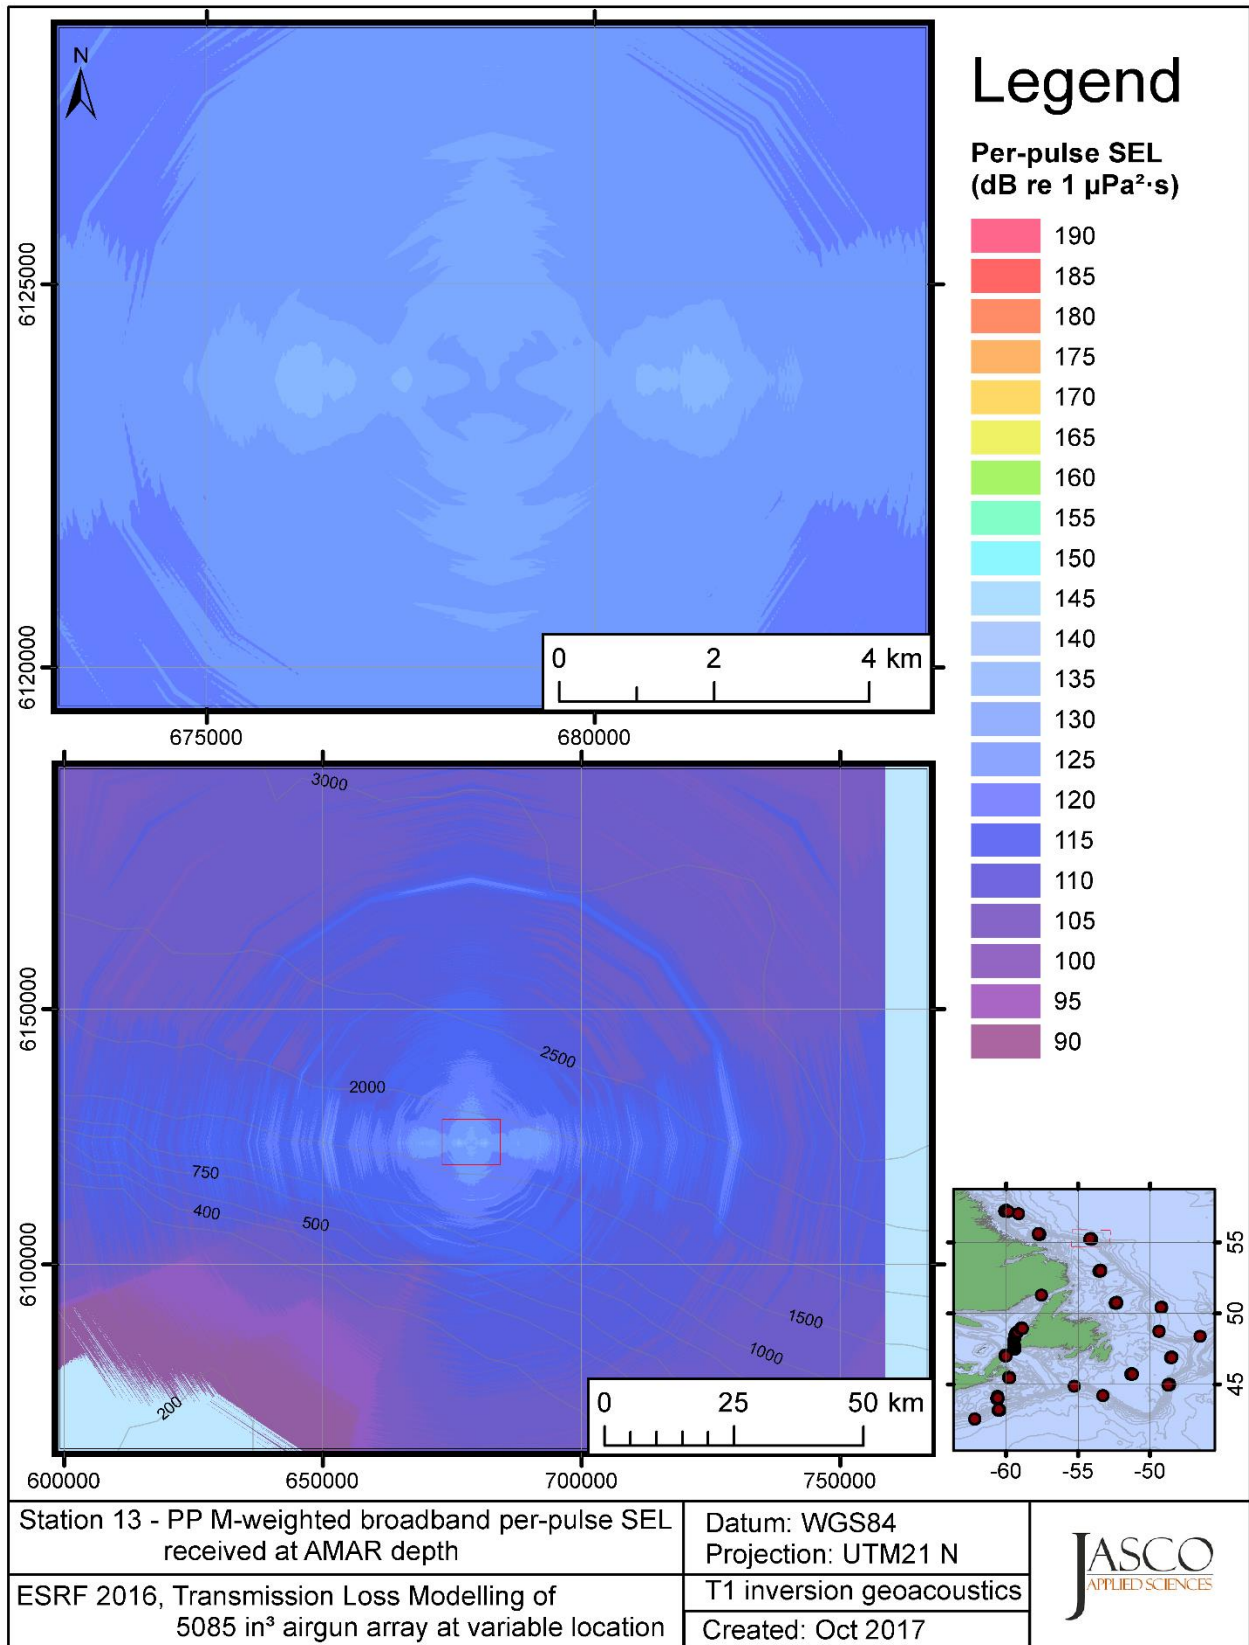 N
6125000
6120000
0 2 4 km
675000 680000
Legend
Per-pulse SEL
(dB re 1 µPa²·s)
190
185
180
175
170
165
160
155
150
145
140
135
130
125
120
115
110
105
100
95
90
3000
6150000
2500
2000
750
400
500
6100000
1500
1000
200
0 25 50 km
600000 650000 700000 750000
55
50
45
-60 -55 -50
Station 13 - PP M-weighted broadband per-pulse SEL
received at AMAR depth
ESRF 2016, Transmission Loss Modelling of
5085 in³ airgun array at variable location
Datum: WGS84
Projection: UTM21 N
T1 inversion geoacoustics
Created: Oct 2017
JASCO
APPLIED SCIENCES